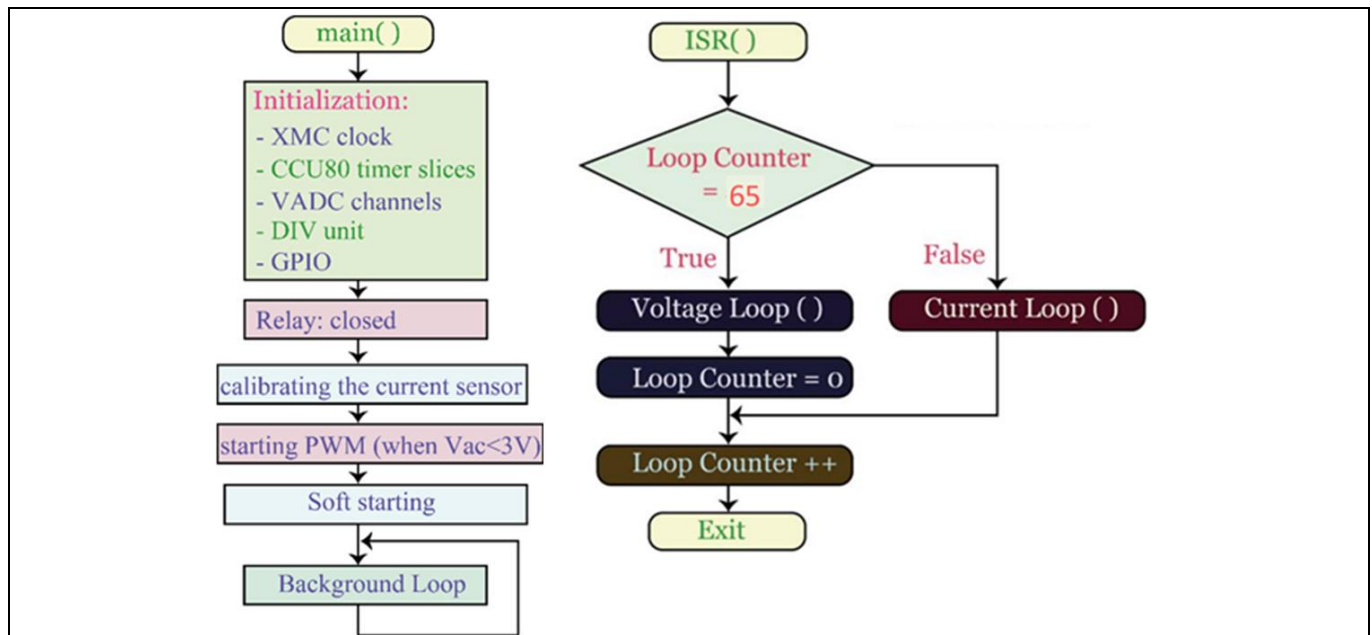 main( )
Initialization:
- XMC clock
- CCU80 timer slices
- VADC channels
- DIV unit
- GPIO
Relay: closed
calibrating the current sensor
starting PWM (when Vac<3V)
Soft starting
Background Loop
ISR( )
Loop Counter
= 65
True
False
Voltage Loop ( )
Current Loop ( )
Loop Counter = 0
Loop Counter ++
Exit